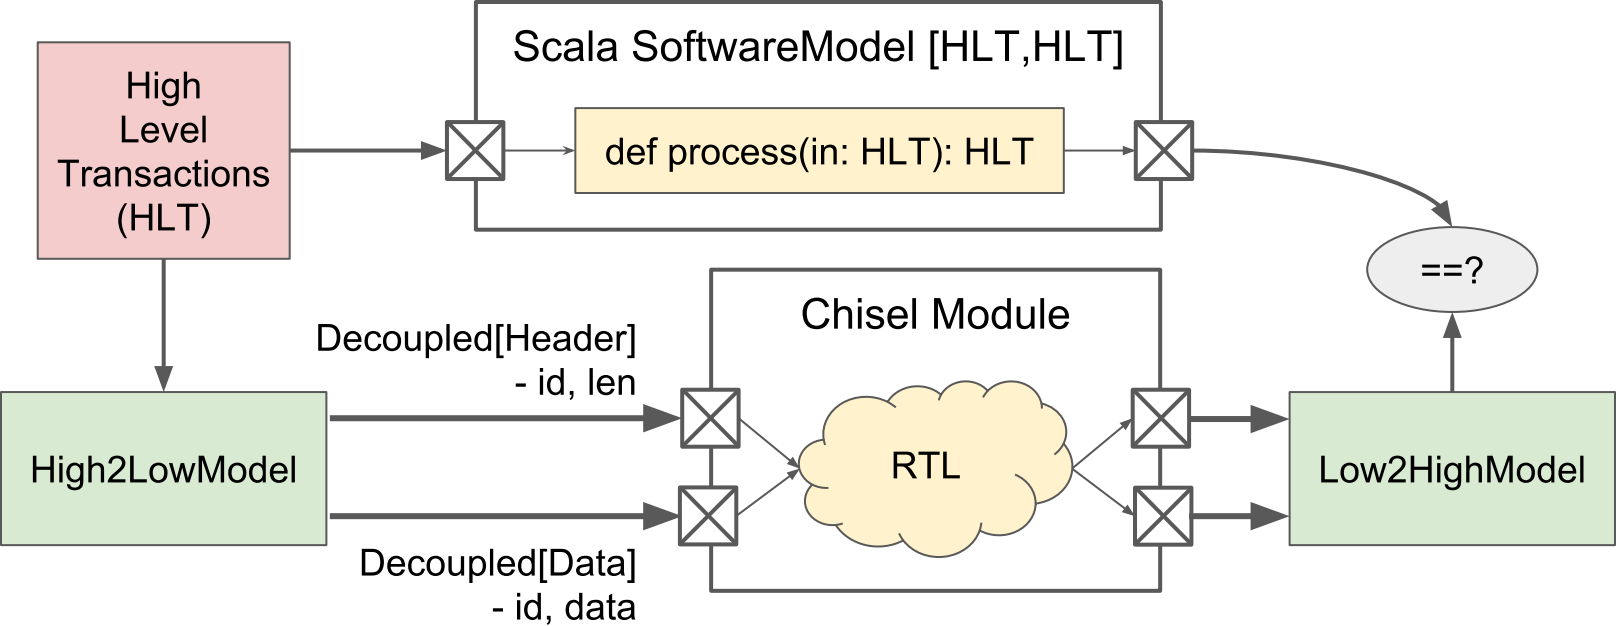 High
Level
Transactions
(HLT)
Scala SoftwareModel [HLT,HLT]
def process(in: HLT): HLT
==?
Chisel Module
Decoupled[Header]
- id, len
High2LowModel
RTL
Low2HighModel
Decoupled[Data]
- id, data